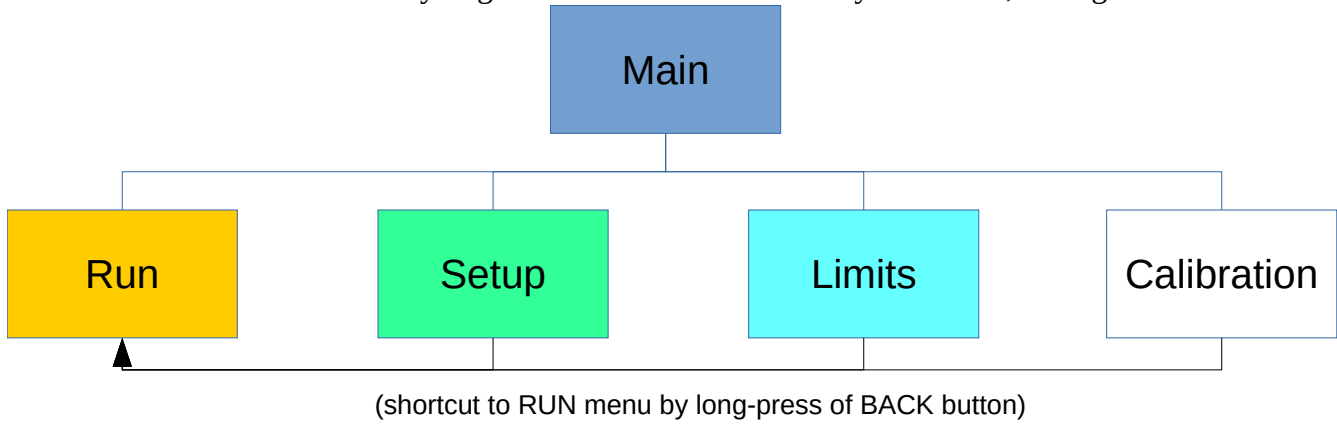 Main
Run
Setup
Limits
Calibration
(shortcut to RUN menu by long-press of BACK button)